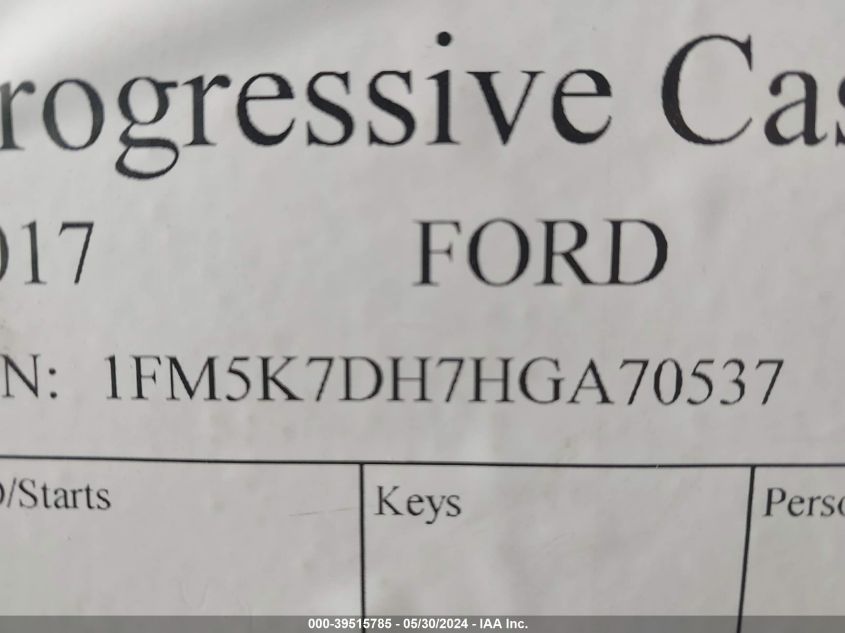 rogressive Cas
017 FORD
N: 1FM5K7DH7HGA70537
/Starts Keys Perso
000-39515785 - 05/30/2024 - IAA Inc.